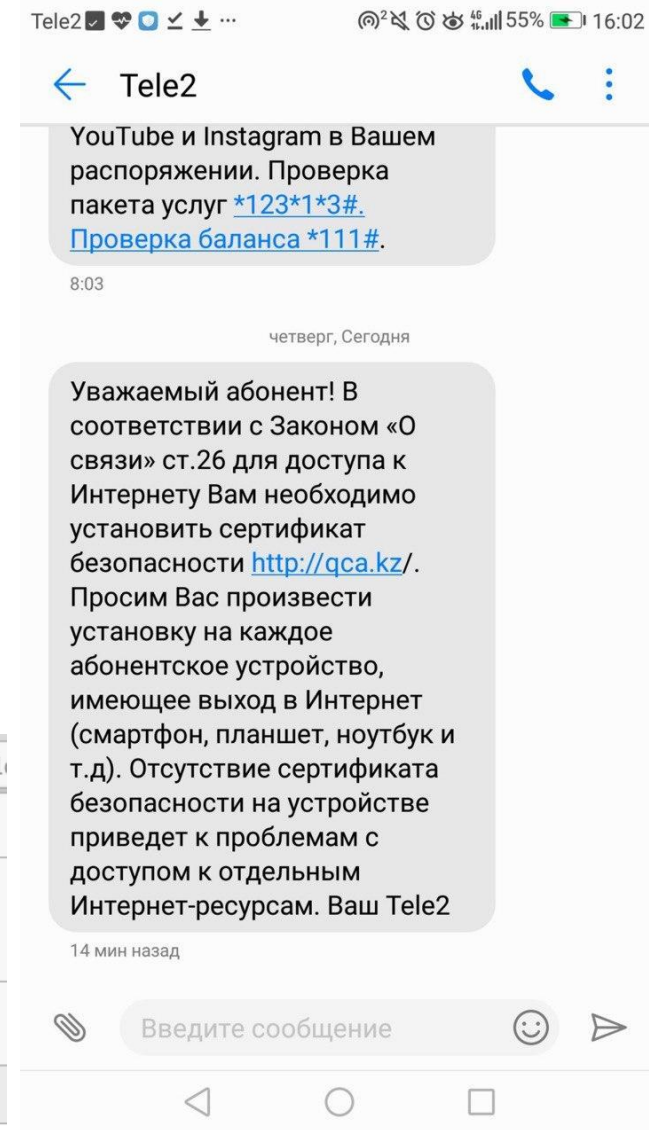 Tele2 ... 2 4G 55% 16:02
Tele2
YouTube и Instagram в Вашем
распоряжении. Проверка
пакета услуг *123*1*3#.
Проверка баланса *111#.
8:03
четверг, Сегодня
Уважаемый абонент! В
соответствии с Законом «О
связи» ст.26 для доступа к
Интернету Вам необходимо
установить сертификат
безопасности http://qca.kz/.
Просим Вас произвести
установку на каждое
абонентское устройство,
имеющее выход в Интернет
(смартфон, планшет, ноутбук и
т.д). Отсутствие сертификата
безопасности на устройстве
приведет к проблемам с
доступом к отдельным
Интернет-ресурсам. Ваш Tele2
14 мин назад
Введите сообщение